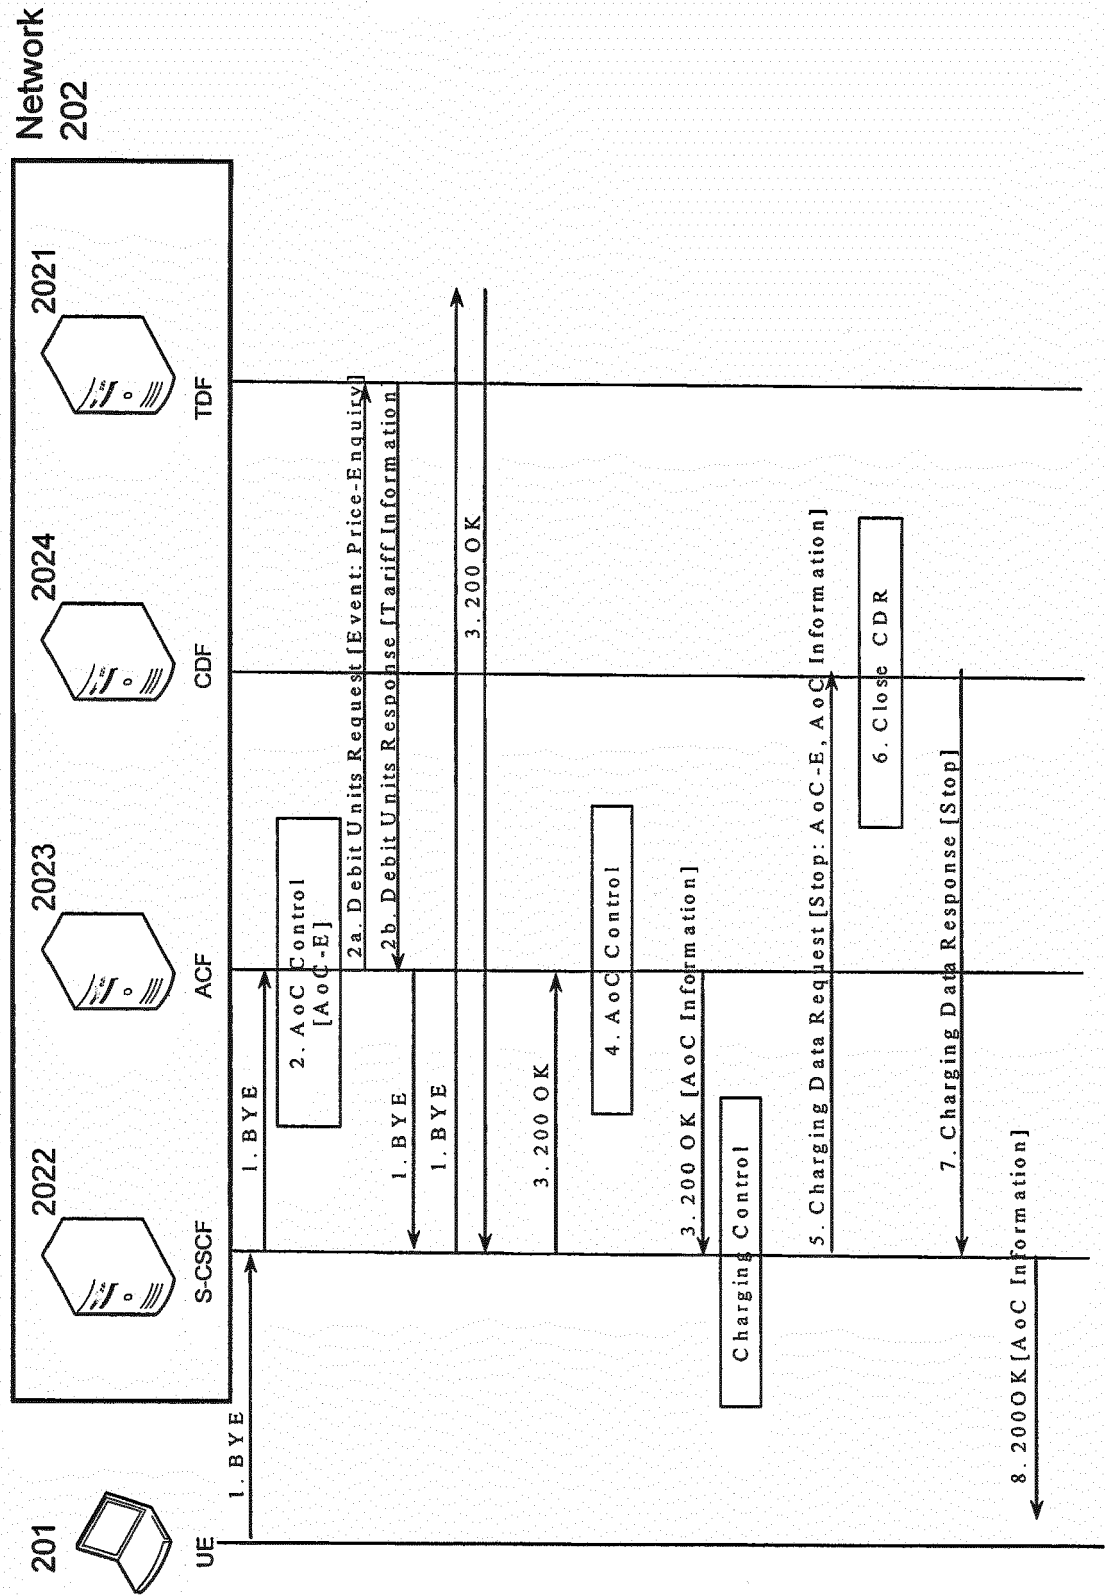 Network
202
201
2022
2023
2024
2021
UE
S-CSCF
ACF
CDF
TDF
1. BYE
1. BYE
2. AoC Control
[AoC-E]
2a. Debit Units Request [Event: Price-Enquiry]
2b. Debit Units Response [Tariff Information]
1. BYE
1. BYE
3. 200 OK
3. 200 OK
4. AoC Control
3. 200 OK [AoC Information]
Charging Control
5. Charging Data Request [Stop: AoC-E, AoC Information]
6. Close CDR
7. Charging Data Response [Stop]
8. 200OK [AoC Information]